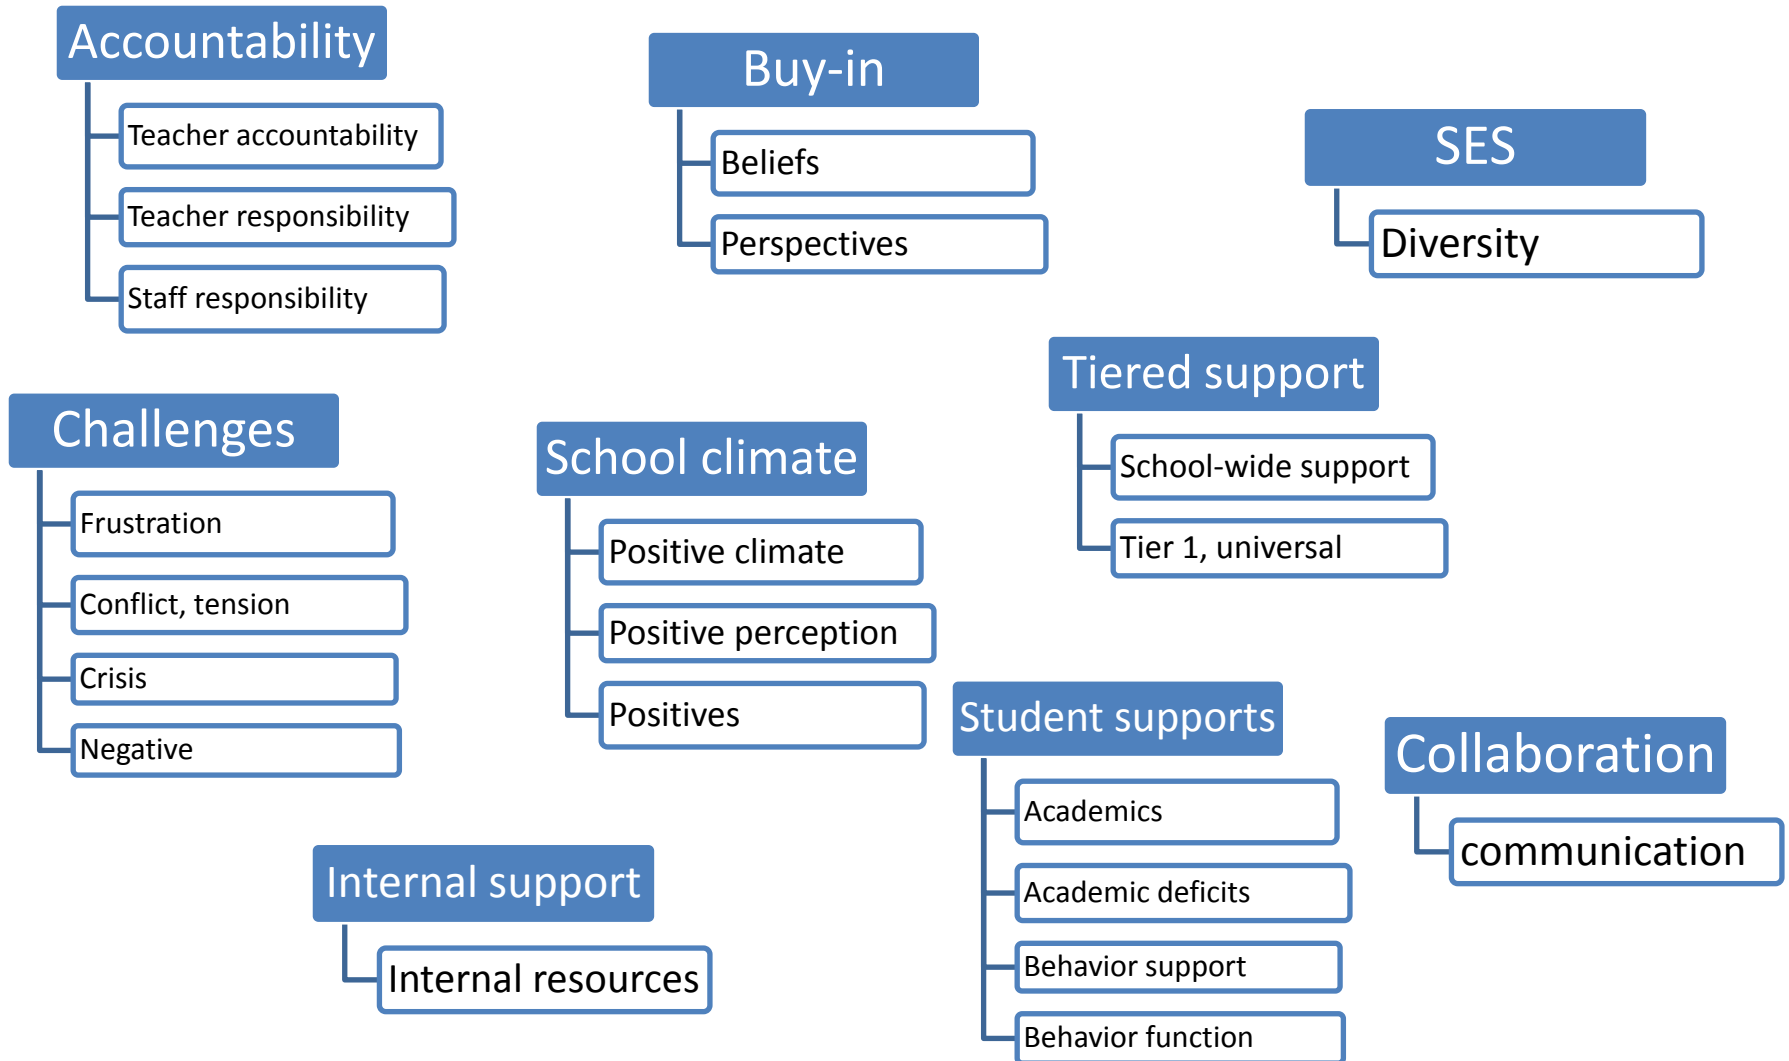 Accountability
Teacher accountability
Teacher responsibility
Staff responsibility
Buy-in
Beliefs
Perspectives
SES
Diversity
Tiered support
School-wide support
Tier 1, universal
Challenges
Frustration
Conflict, tension
Crisis
Negative
School climate
Positive climate
Positive perception
Positives
Student supports
Academics
Academic deficits
Behavior support
Behavior function
Collaboration
communication
Internal support
Internal resources